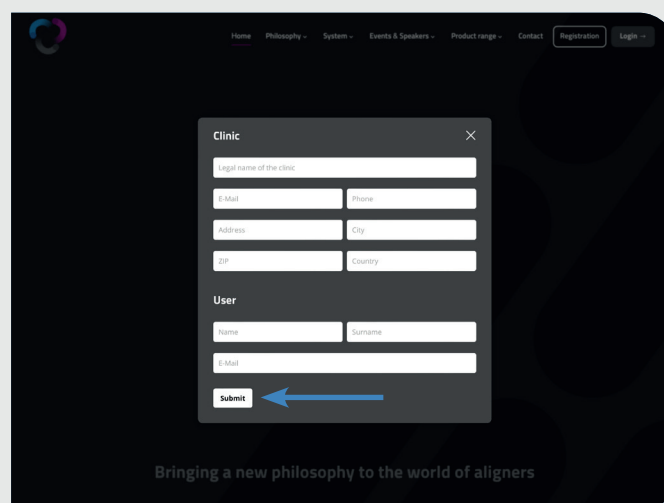 Home Philosophy System Events & Speakers Product range Contact Registration Login →
Clinic
Legal name of the clinic
E-Mail Phone
Address City
ZIP Country
User
Name Surname
E-Mail
Submit
Bringing a new philosophy to the world of aligners